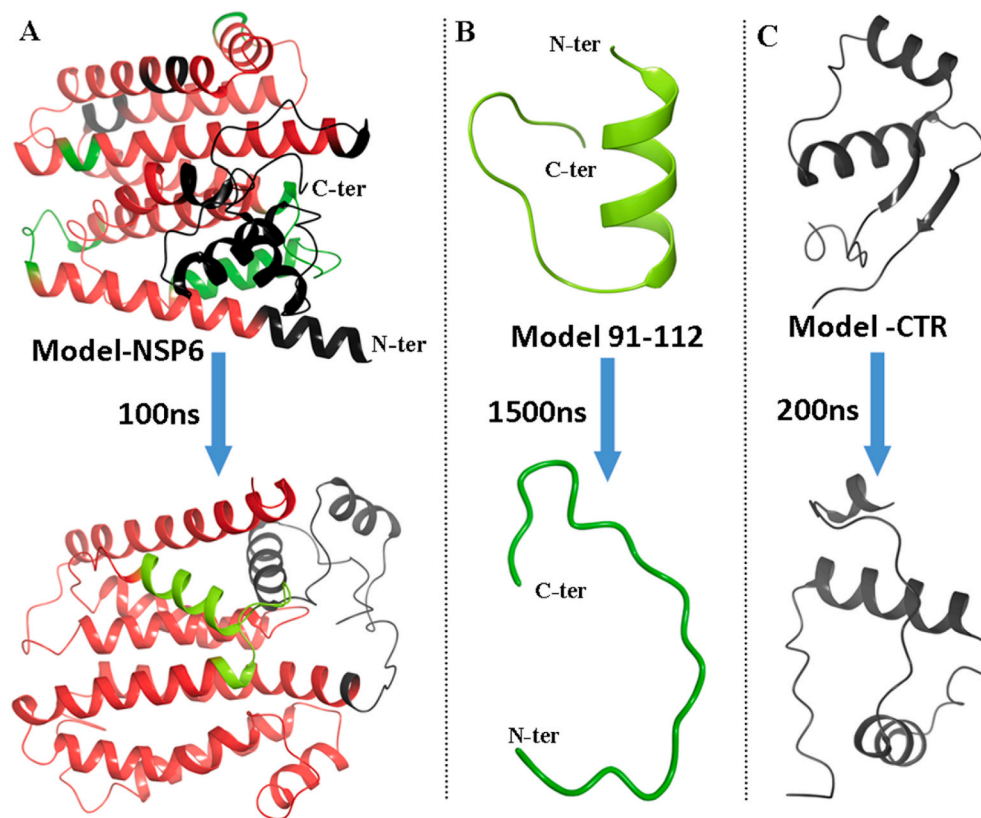 A
C-ter
N-ter
Model-NSP6
100ns
B
N-ter
C-ter
Model 91-112
1500ns
C-ter
N-ter
C
Model -CTR
200ns